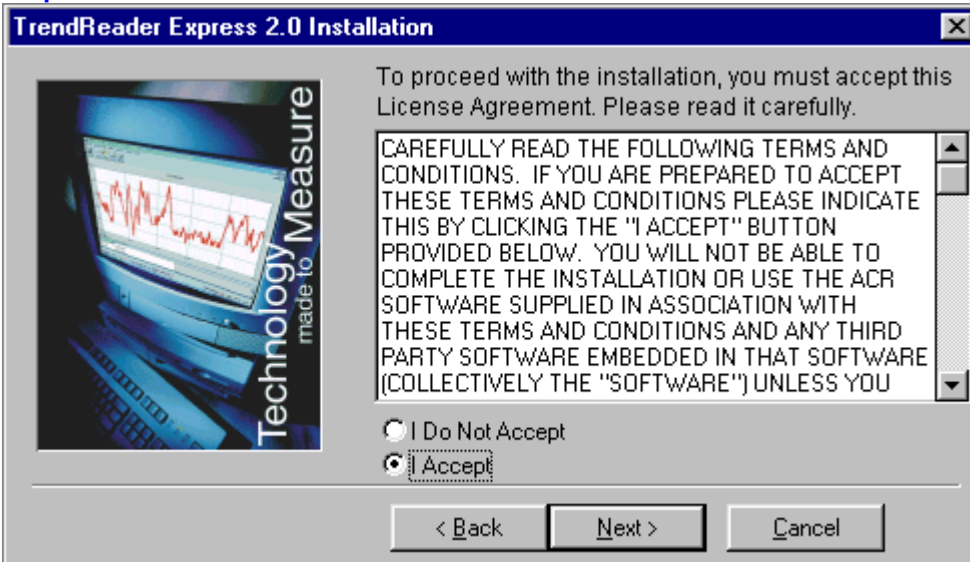 TrendReader Express 2.0 Installation
Technology
made to Measure
To proceed with the installation, you must accept this
License Agreement. Please read it carefully.
CAREFULLY READ THE FOLLOWING TERMS AND
CONDITIONS. IF YOU ARE PREPARED TO ACCEPT
THESE TERMS AND CONDITIONS PLEASE INDICATE
THIS BY CLICKING THE "I ACCEPT" BUTTON
PROVIDED BELOW. YOU WILL NOT BE ABLE TO
COMPLETE THE INSTALLATION OR USE THE ACR
SOFTWARE SUPPLIED IN ASSOCIATION WITH
THESE TERMS AND CONDITIONS AND ANY THIRD
PARTY SOFTWARE EMBEDDED IN THAT SOFTWARE
(COLLECTIVELY THE "SOFTWARE") UNLESS YOU
I Do Not Accept
I Accept
< Back Next > Cancel